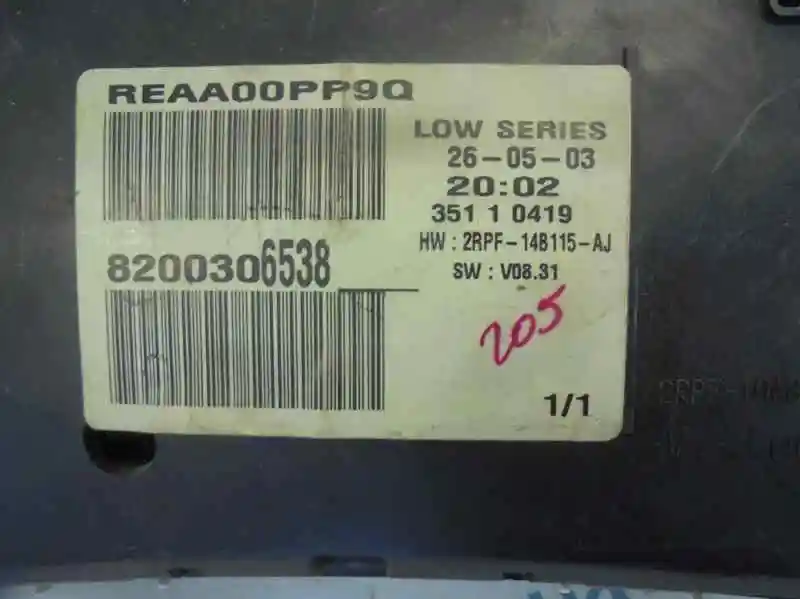 REAA00PP9Q
LOW SERIES
26-05-03
20:02
351 1 0419
HW : 2RPF-14B115-AJ
8200306538
SW : V08.31
205
1/1